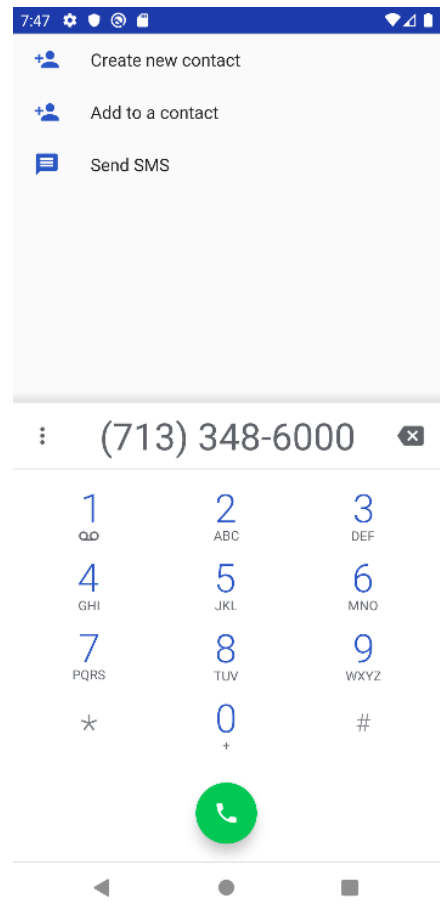 7:47
Create new contact
Add to a contact
Send SMS
(713) 348-6000
1 2 3
ABC DEF
4 5 6
GHI JKL MNO
7 8 9
PQRS TUV WXYZ
* 0 #
+